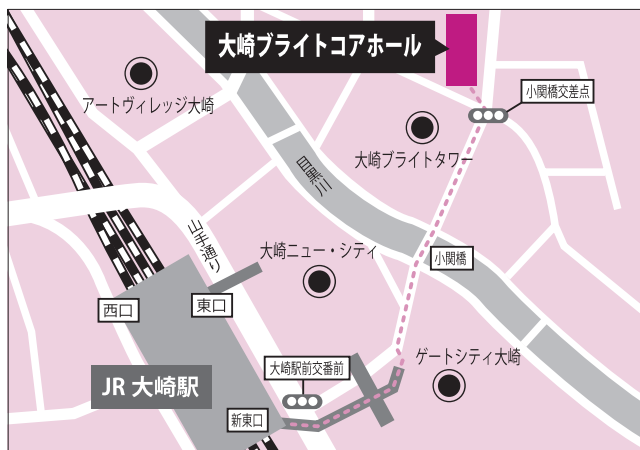 大崎ブライトコアホール
アートヴィレッジ大崎
小関橋交差点
大崎ブライトタワー
目黒川
山手通り
大崎ニュー・シティ
小関橋
西口
東口
大崎駅前交番前
ゲートシティ大崎
JR 大崎駅
新東口